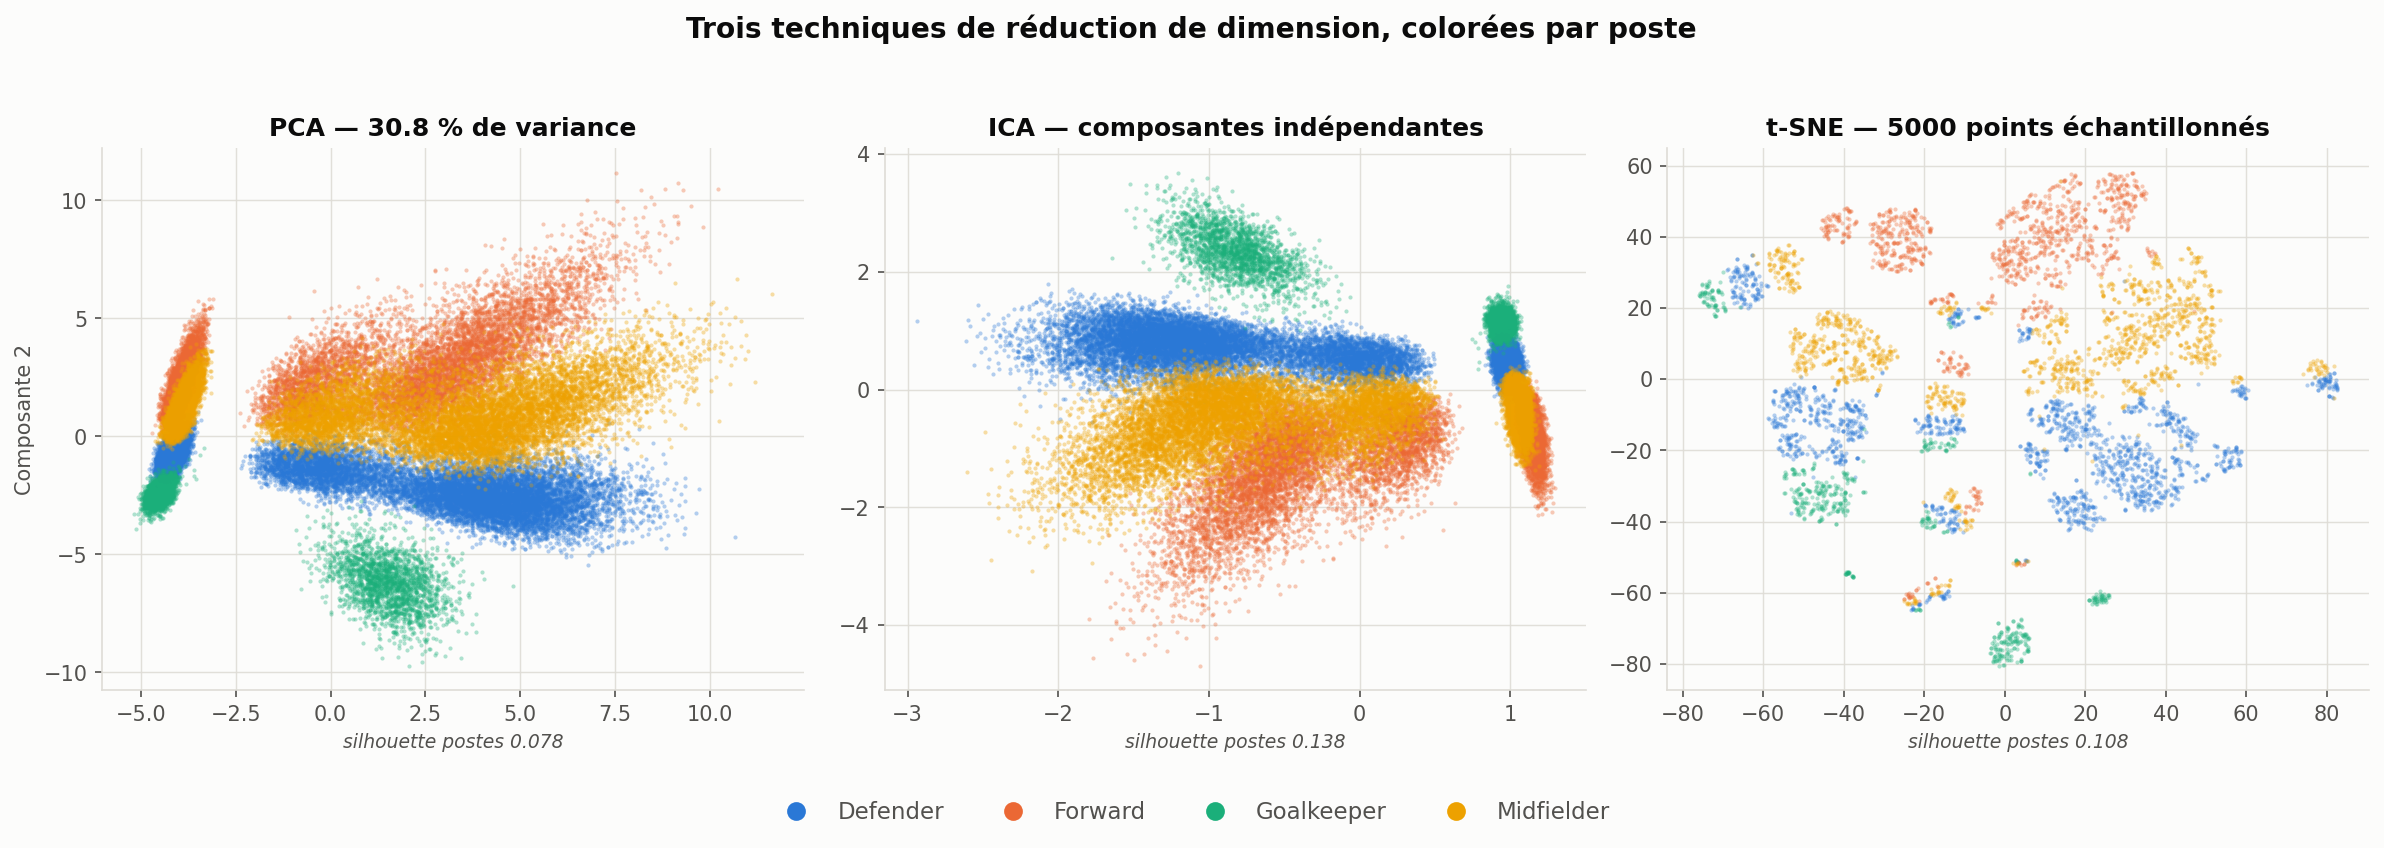 Trois techniques de réduction de dimension, colorées par poste
PCA — 30.8 % de variance
Composante 2
10
5
0
−5
−10
−5.0 −2.5 0.0 2.5 5.0 7.5 10.0
silhouette postes 0.078
ICA — composantes indépendantes
4
2
0
−2
−4
−3 −2 −1 0 1
silhouette postes 0.138
t-SNE — 5000 points échantillonnés
60
40
20
0
−20
−40
−60
−80
−80 −60 −40 −20 0 20 40 60 80
silhouette postes 0.108
Defender Forward Goalkeeper Midfielder